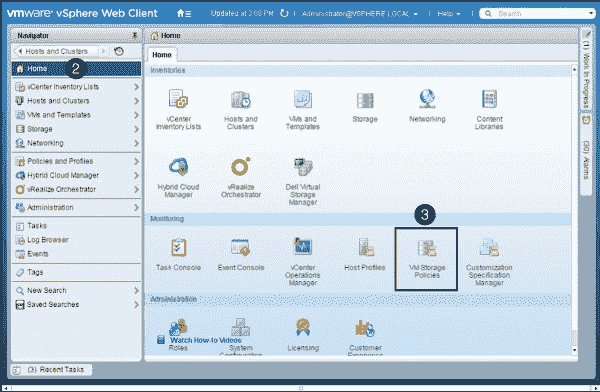 vmware® vSphere Web Client
Updated at 3:08 PM
Administrator@VSPHERE.LOCAL
Help
Search
Navigator
Home
Hosts and Clusters
Home
2
Home
vCenter Inventory Lists
Hosts and Clusters
VMs and Templates
Storage
Networking
Policies and Profiles
Hybrid Cloud Manager
vRealize Orchestrator
Administration
Tasks
Log Browser
Events
Tags
New Search
Saved Searches
Inventories
vCenter Inventory Lists
Hosts and Clusters
VMs and Templates
Storage
Networking
Content Libraries
Hybrid Cloud Manager
vRealize Orchestrator
Dell Virtual Storage Manager
Monitoring
3
Task Console
Event Console
vCenter Operations Manager
Host Profiles
VM Storage Policies
Customization Specification Manager
Administration
Watch How-to Videos
Roles
System Configuration
Licensing
Customer Experience
(1) Work In Progress
(30) Alarms
(3) Recent Tasks